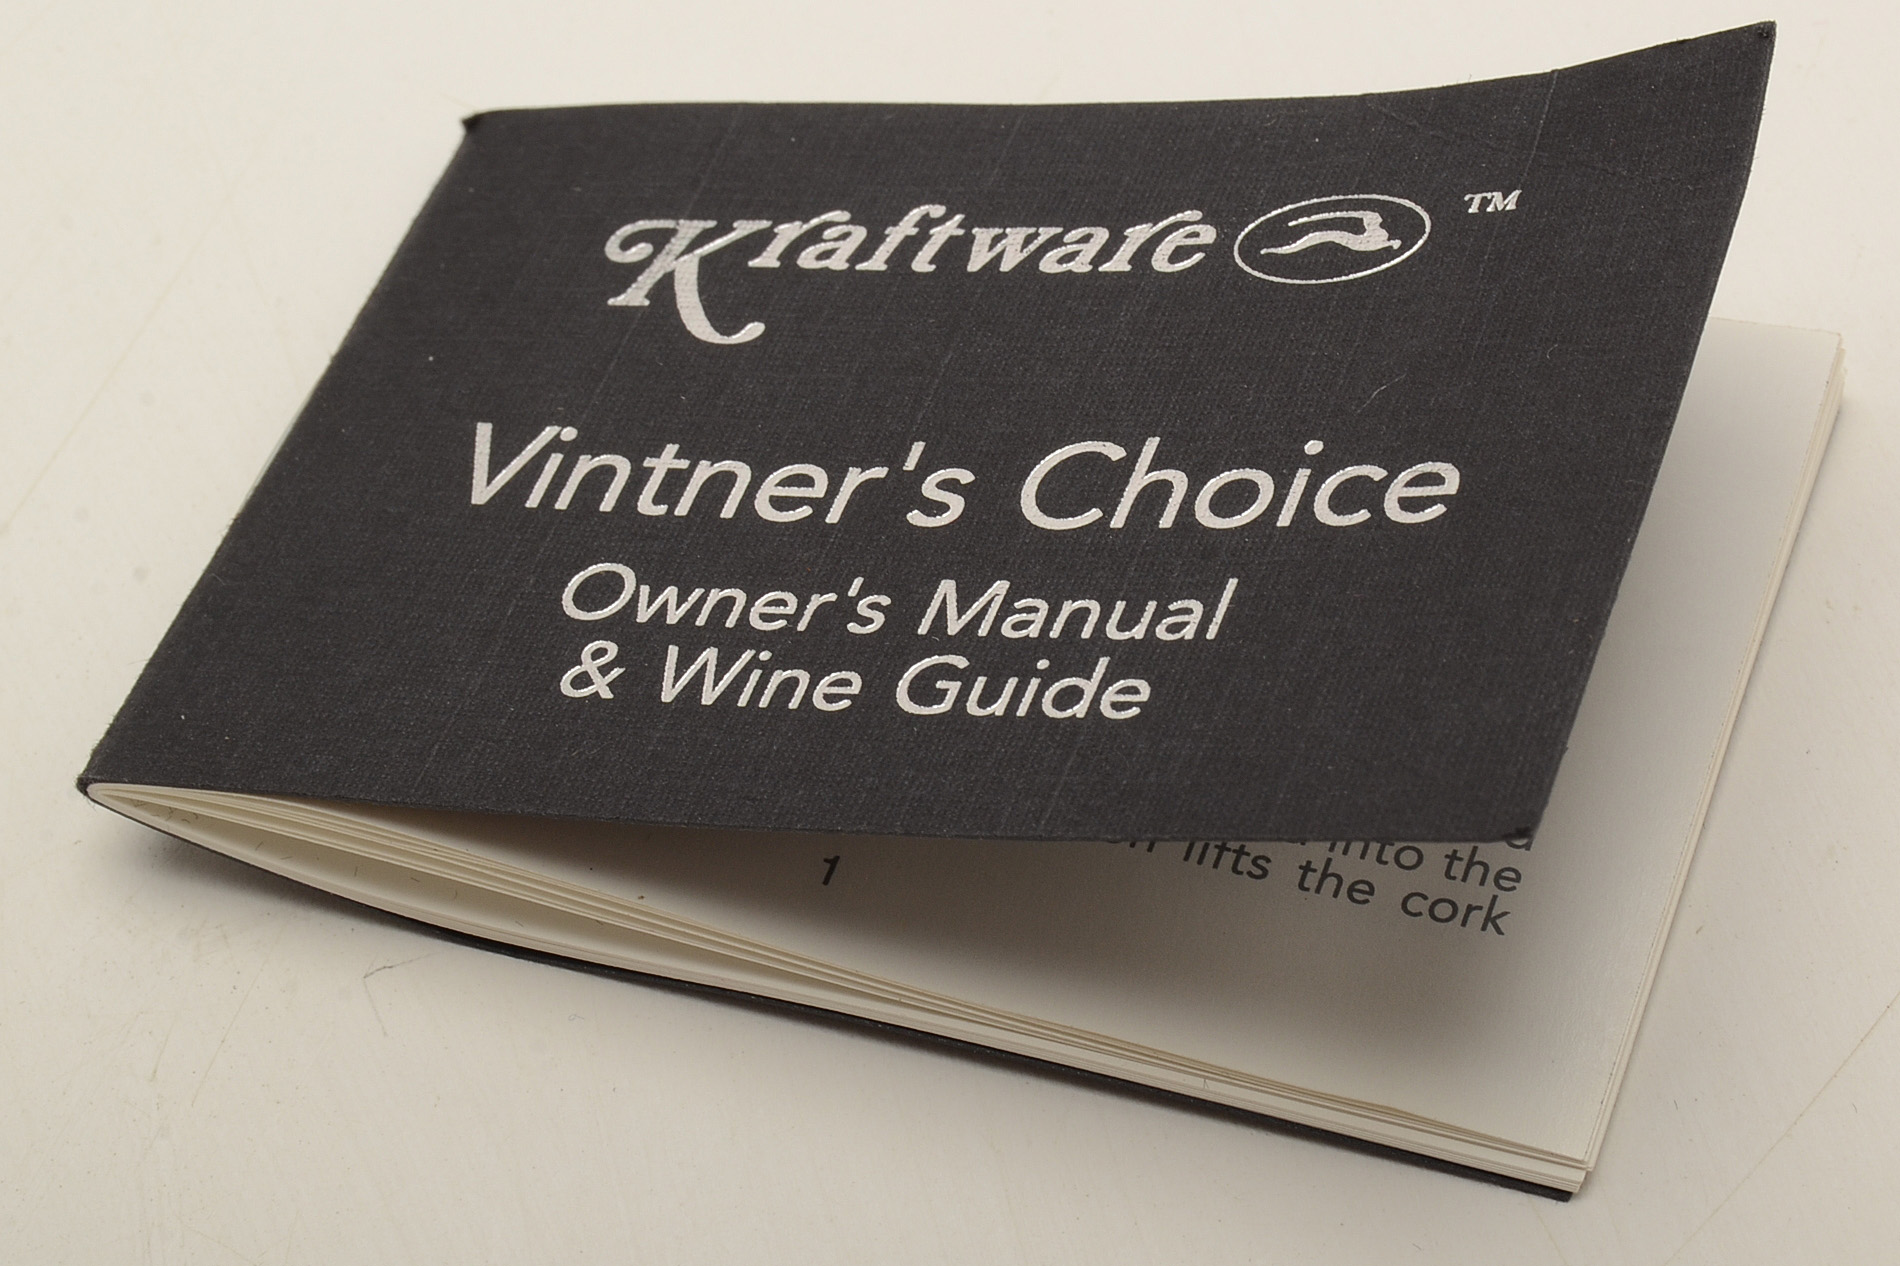 Kraftware TM
Vintner's Choice
Owner's Manual
& Wine Guide
into the
lifts the cork
1